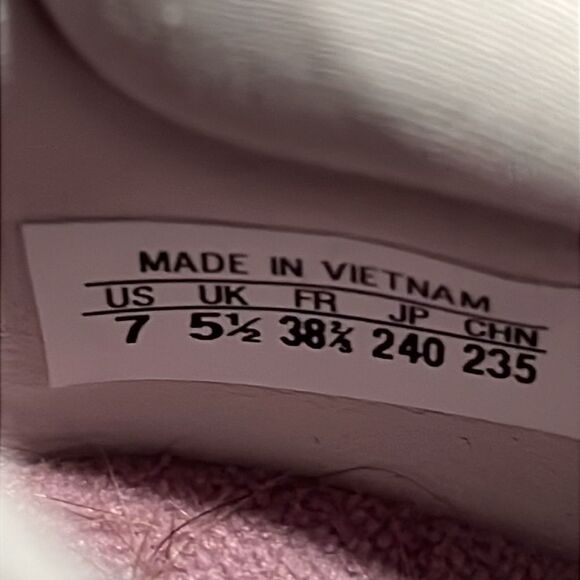 MADE IN VIETNAM
US UK FR JP CHN
7 5½ 38⅔ 240 235